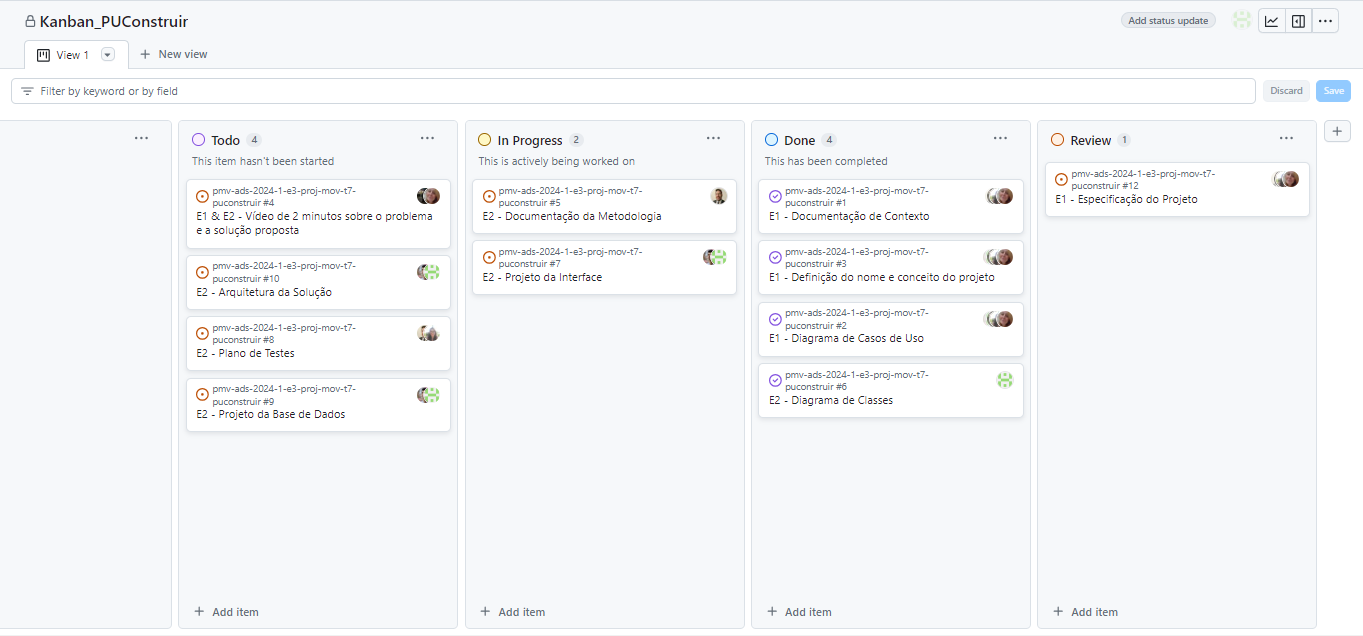 Kanban_PUConstruir
Add status update
View 1
New view
Filter by keyword or by field
Discard
Save
Todo 4
This item hasn't been started
pmv-ads-2024-1-e3-proj-mov-t7-
puconstruir #4
E1 & E2 - Vídeo de 2 minutos sobre o problema
e a solução proposta
pmv-ads-2024-1-e3-proj-mov-t7-
puconstruir #10
E2 - Arquitetura da Solução
pmv-ads-2024-1-e3-proj-mov-t7-
puconstruir #8
E2 - Plano de Testes
pmv-ads-2024-1-e3-proj-mov-t7-
puconstruir #9
E2 - Projeto da Base de Dados
Add item
In Progress 2
This is actively being worked on
pmv-ads-2024-1-e3-proj-mov-t7-
puconstruir #5
E2 - Documentação da Metodologia
pmv-ads-2024-1-e3-proj-mov-t7-
puconstruir #7
E2 - Projeto da Interface
Add item
Done 4
This has been completed
pmv-ads-2024-1-e3-proj-mov-t7-
puconstruir #1
E1 - Documentação de Contexto
pmv-ads-2024-1-e3-proj-mov-t7-
puconstruir #3
E1 - Definição do nome e conceito do projeto
pmv-ads-2024-1-e3-proj-mov-t7-
puconstruir #2
E1 - Diagrama de Casos de Uso
pmv-ads-2024-1-e3-proj-mov-t7-
puconstruir #6
E2 - Diagrama de Classes
Add item
Review 1
pmv-ads-2024-1-e3-proj-mov-t7-
puconstruir #12
E1 - Especificação do Projeto
Add item